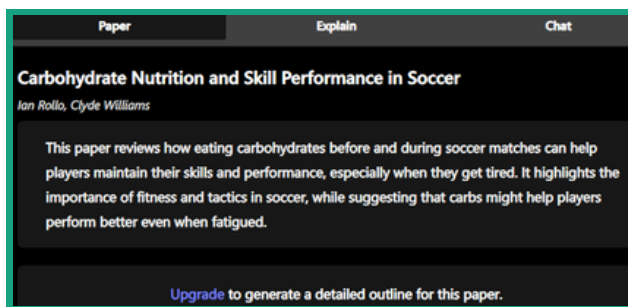 Paper Explain Chat
Carbohydrate Nutrition and Skill Performance in Soccer
Ian Rollo, Clyde Williams
This paper reviews how eating carbohydrates before and during soccer matches can help
players maintain their skills and performance, especially when they get tired. It highlights the
importance of fitness and tactics in soccer, while suggesting that carbs might help players
perform better even when fatigued.
Upgrade to generate a detailed outline for this paper.